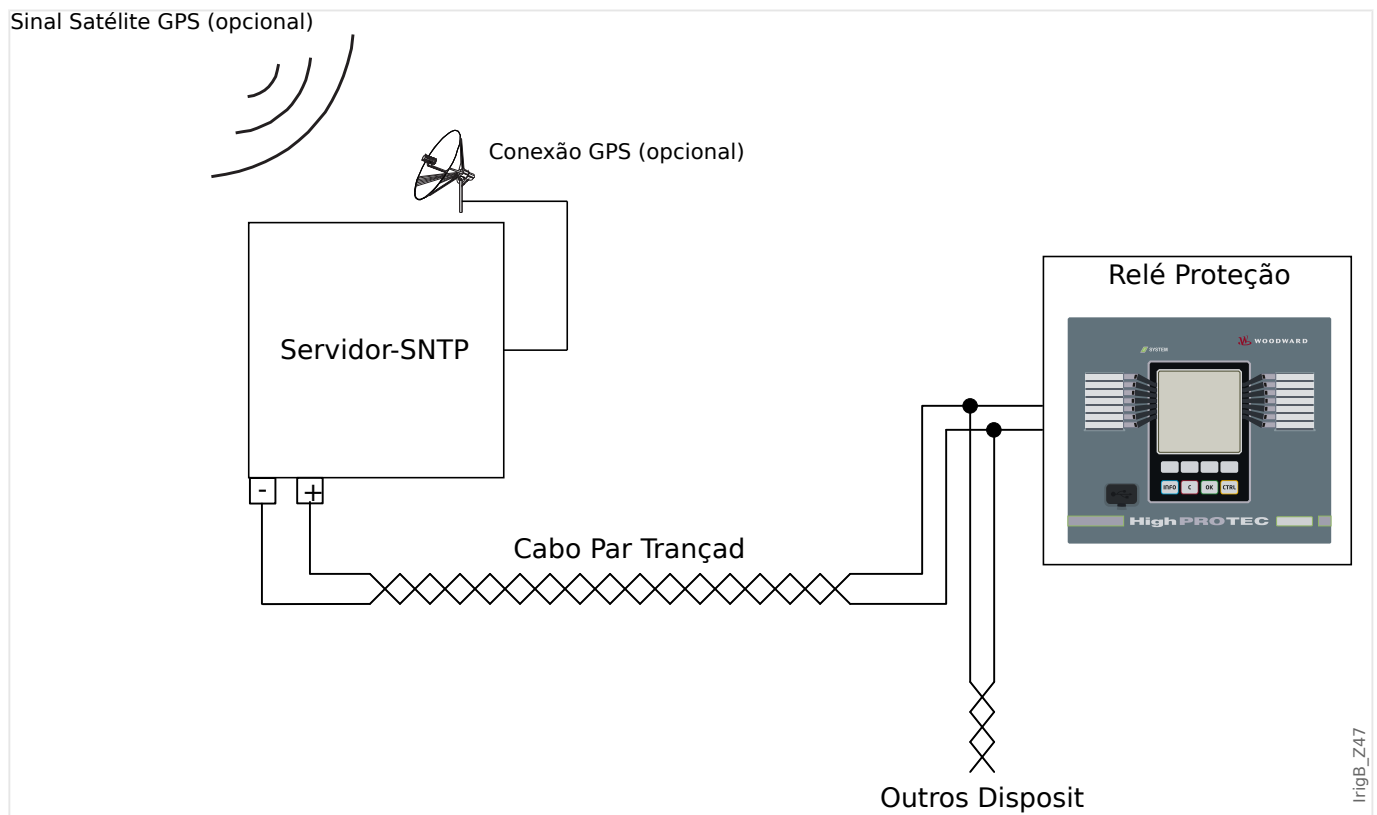 Sinal Satélite GPS (opcional)
Conexão GPS (opcional)
Servidor-SNTP
- +
Relé Proteção
WOODWARD
SYSTEM
INFO C OK CTRL
HighPROTEC
Cabo Par Trançad
Outros Disposit
IrigB_Z47